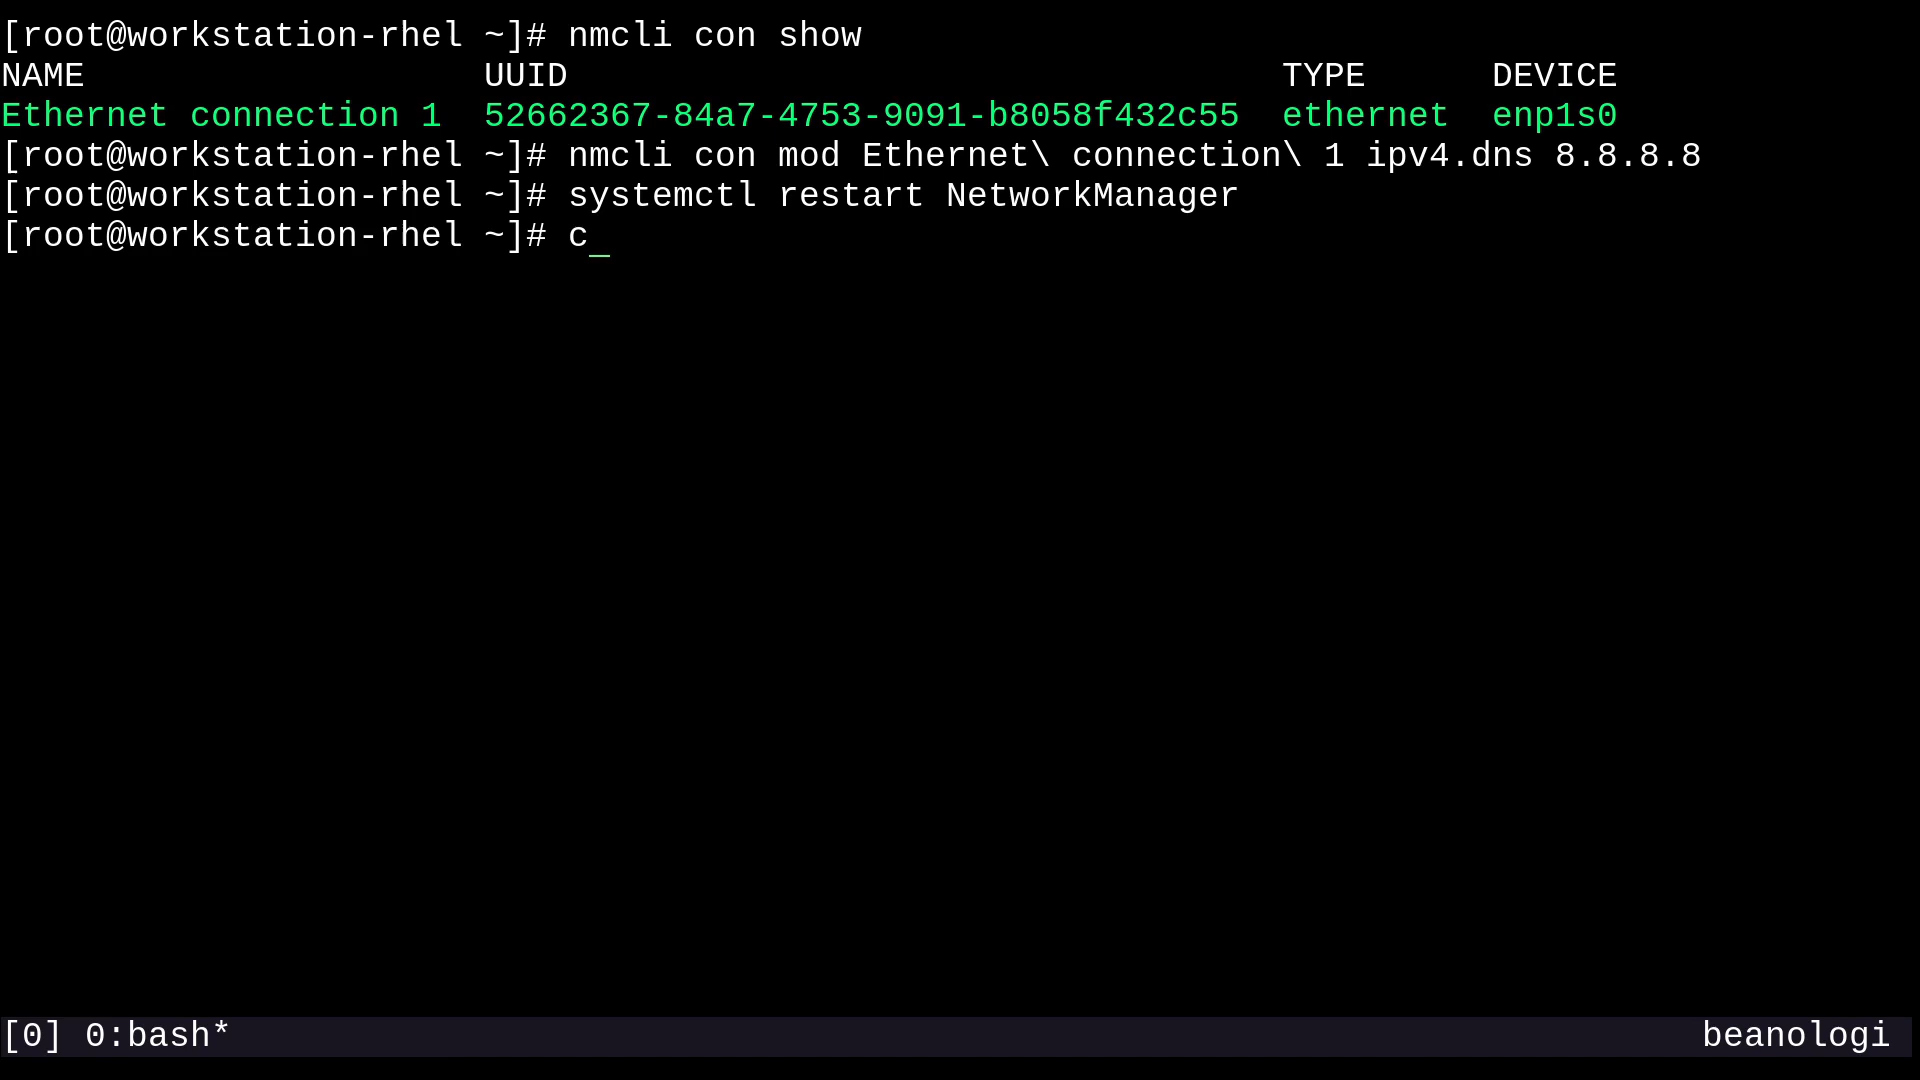 [root@workstation-rhel ~]# nmcli con show
NAME                   UUID                                  TYPE      DEVICE
Ethernet connection 1  52662367-84a7-4753-9091-b8058f432c55  ethernet  enp1s0
[root@workstation-rhel ~]# nmcli con mod Ethernet\ connection\ 1 ipv4.dns 8.8.8.8
[root@workstation-rhel ~]# systemctl restart NetworkManager
[root@workstation-rhel ~]# c_
[0] 0:bash* beanologi